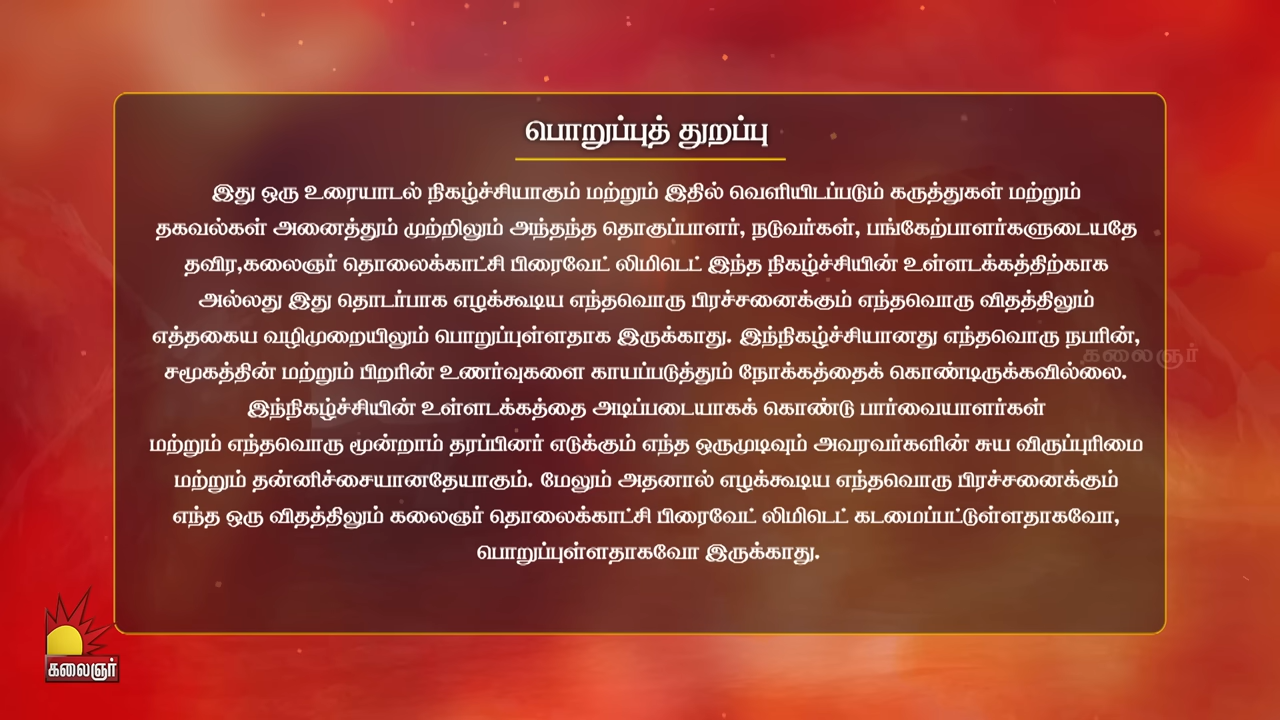 பொறுப்புத் துறப்பு
இது ஒரு உரையாடல் நிகழ்ச்சியாகும் மற்றும் இதில் வெளியிடப்படும் கருத்துகள் மற்றும்
தகவல்கள் அனைத்தும் முற்றிலும் அந்தந்த தொகுப்பாளர், நடுவர்கள், பங்கேற்பாளர்களுடையதே
தவிர,கலைஞர் தொலைக்காட்சி பிரைவேட் லிமிடெட் இந்த நிகழ்ச்சியின் உள்ளடக்கத்திற்காக
அல்லது இது தொடர்பாக எழக்கூடிய எந்தவொரு பிரச்சனைக்கும் எந்தவொரு விதத்திலும்
எத்தகைய வழிமுறையிலும் பொறுப்புள்ளதாக இருக்காது. இந்நிகழ்ச்சியானது எந்தவொரு நபரின்,
கலைஞர்
சமூகத்தின் மற்றும் பிறரின் உணர்வுகளை காயப்படுத்தும் நோக்கத்தைக் கொண்டிருக்கவில்லை.
இந்நிகழ்ச்சியின் உள்ளடக்கத்தை அடிப்படையாகக் கொண்டு பார்வையாளர்கள்
மற்றும் எந்தவொரு மூன்றாம் தரப்பினர் எடுக்கும் எந்த ஒருமுடிவும் அவரவர்களின் சுய விருப்புரிமை
மற்றும் தன்னிச்சையானதேயாகும். மேலும் அதனால் எழக்கூடிய எந்தவொரு பிரச்சனைக்கும்
எந்த ஒரு விதத்திலும் கலைஞர் தொலைக்காட்சி பிரைவேட் லிமிடெட் கடமைப்பட்டுள்ளதாகவோ,
பொறுப்புள்ளதாகவோ இருக்காது.
கலைஞர்